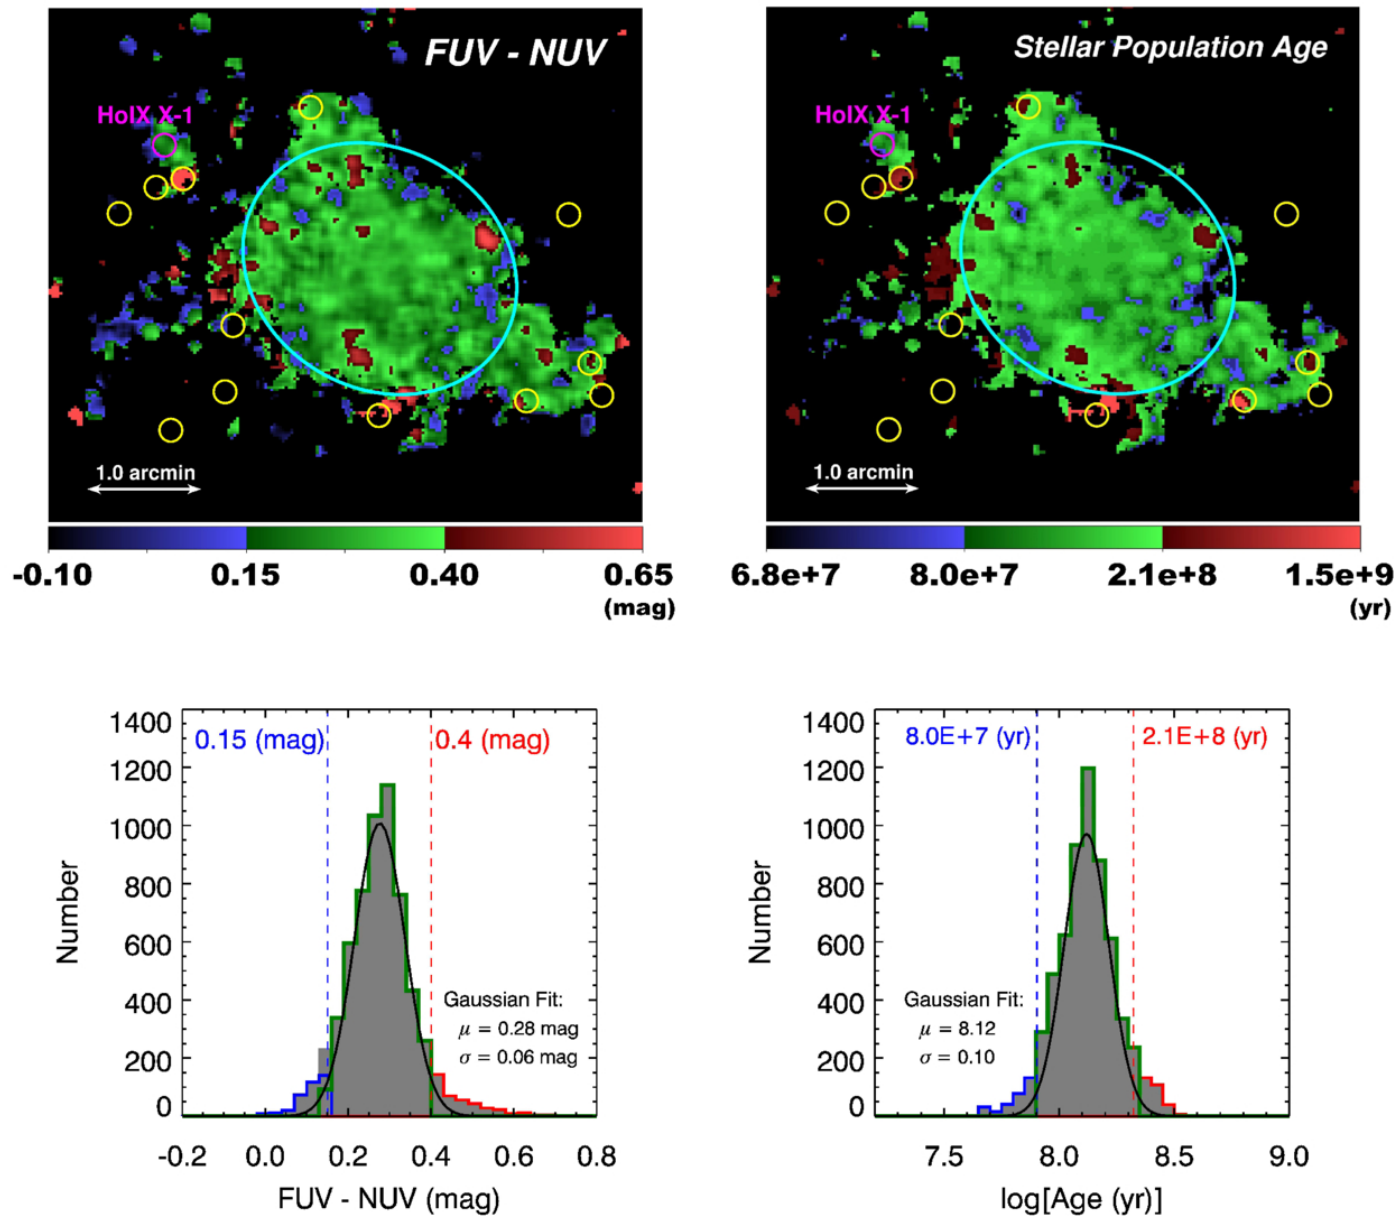 FUV - NUV
HoIX X-1
1.0 arcmin
-0.10 0.15 0.40 0.65
(mag)
Stellar Population Age
HoIX X-1
1.0 arcmin
6.8e+7 8.0e+7 2.1e+8 1.5e+9
(yr)
1400
1200
1000
800
600
400
200
0
Number
0.15 (mag)
0.4 (mag)
Gaussian Fit:
μ = 0.28 mag
σ = 0.06 mag
-0.2 0.0 0.2 0.4 0.6 0.8
FUV - NUV (mag)
1400
1200
1000
800
600
400
200
0
Number
8.0E+7 (yr)
2.1E+8 (yr)
Gaussian Fit:
μ = 8.12
σ = 0.10
7.5 8.0 8.5 9.0
log[Age (yr)]